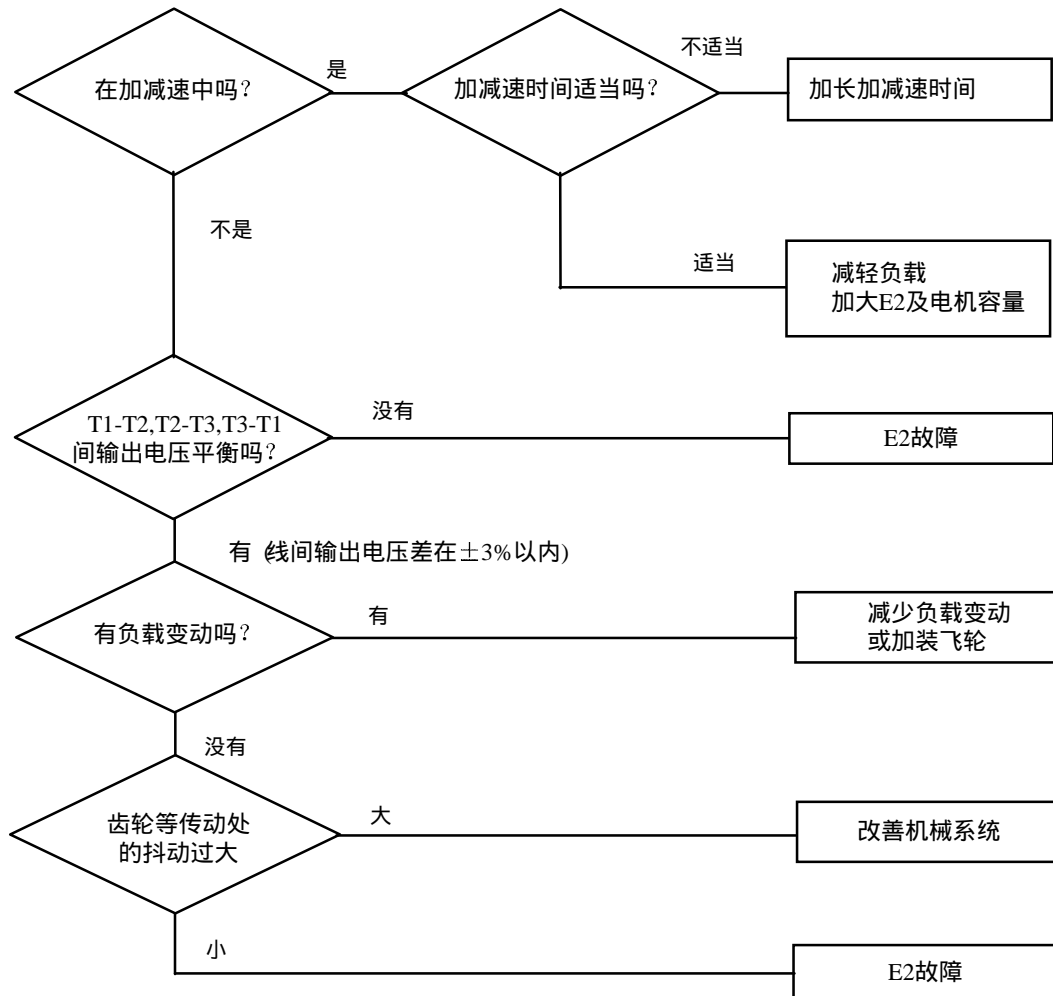 不适当
在加减速中吗？
是
加减速时间适当吗？
加长加减速时间
不是
适当
减轻负载
加大E2及电机容量
T1-T2,T2-T3,T3-T1
间输出电压平衡吗？
没有
E2故障
有 (线间输出电压差在±3%以内)
有负载变动吗？
有
减少负载变动
或加装飞轮
没有
齿轮等传动处
的抖动过大
大
改善机械系统
小
E2故障